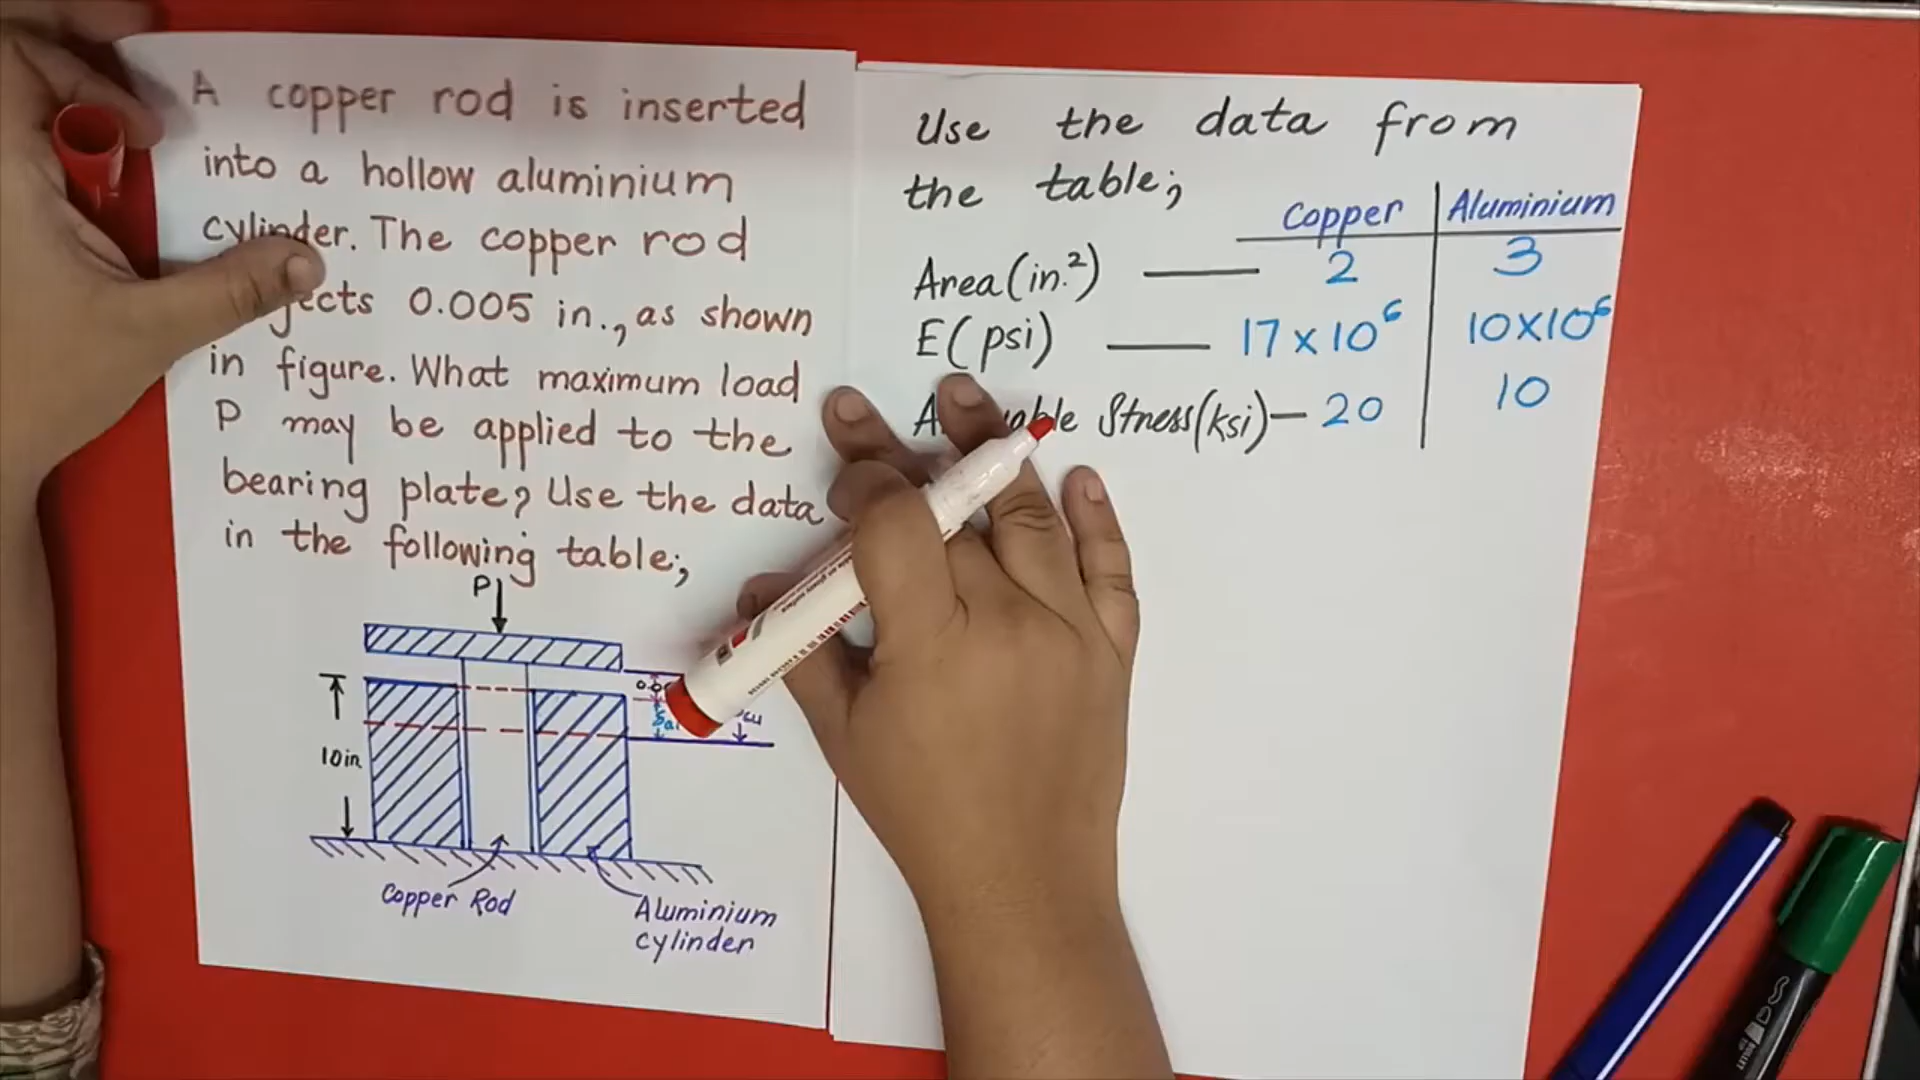 A copper rod is inserted
into a hollow aluminium
cylinder. The copper rod
0.005 in., as shown
in figure. What maximum load
P may be applied to the
bearing plate? Use the data
in the following table;
P
10in
Copper Rod
Aluminium
cylinder
Use the data from
the table;
Copper Aluminium
Area (in.²) 2 3
E(psi) 17x10⁶ 10x10⁶
Stress(ksi) 20 10